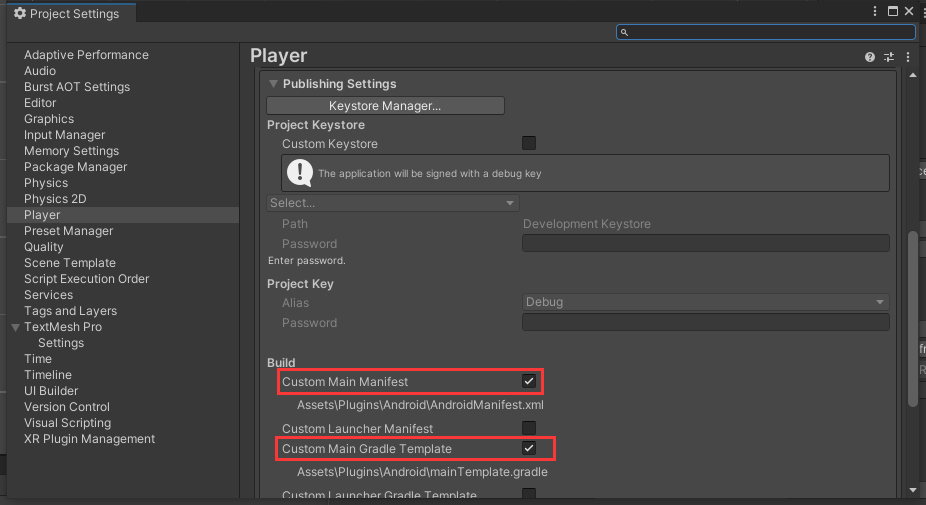 Project Settings
Adaptive Performance
Audio
Burst AOT Settings
Editor
Graphics
Input Manager
Memory Settings
Package Manager
Physics
Physics 2D
Player
Preset Manager
Quality
Scene Template
Script Execution Order
Services
Tags and Layers
TextMesh Pro
Settings
Time
Timeline
UI Builder
Version Control
Visual Scripting
XR Plugin Management
Player
Publishing Settings
Keystore Manager...
Project Keystore
Custom Keystore
The application will be signed with a debug key
Select...
Path Development Keystore
Password
Enter password.
Project Key
Alias Debug
Password
Build
Custom Main Manifest
Assets\Plugins\Android\AndroidManifest.xml
Custom Launcher Manifest
Custom Main Gradle Template
Assets\Plugins\Android\mainTemplate.gradle
Custom Launcher Gradle Template